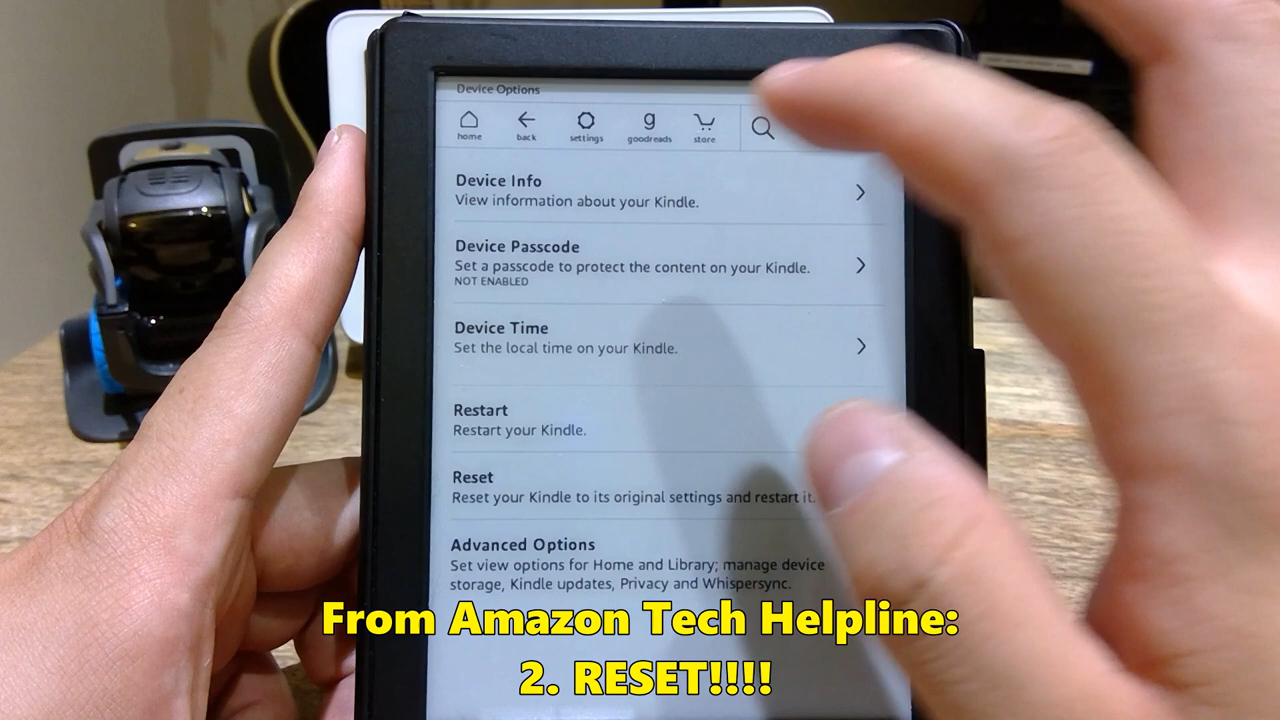 Device Options
home back settings goodreads store
Device Info
View information about your Kindle.
Device Passcode
Set a passcode to protect the content on your Kindle.
NOT ENABLED
Device Time
Set the local time on your Kindle.
Restart
Restart your Kindle.
Reset
Reset your Kindle to its original settings and restart it.
Advanced Options
Set view options for Home and Library; manage device
storage, Kindle updates, Privacy and Whispersync.
From Amazon Tech Helpline:
2. RESET!!!!